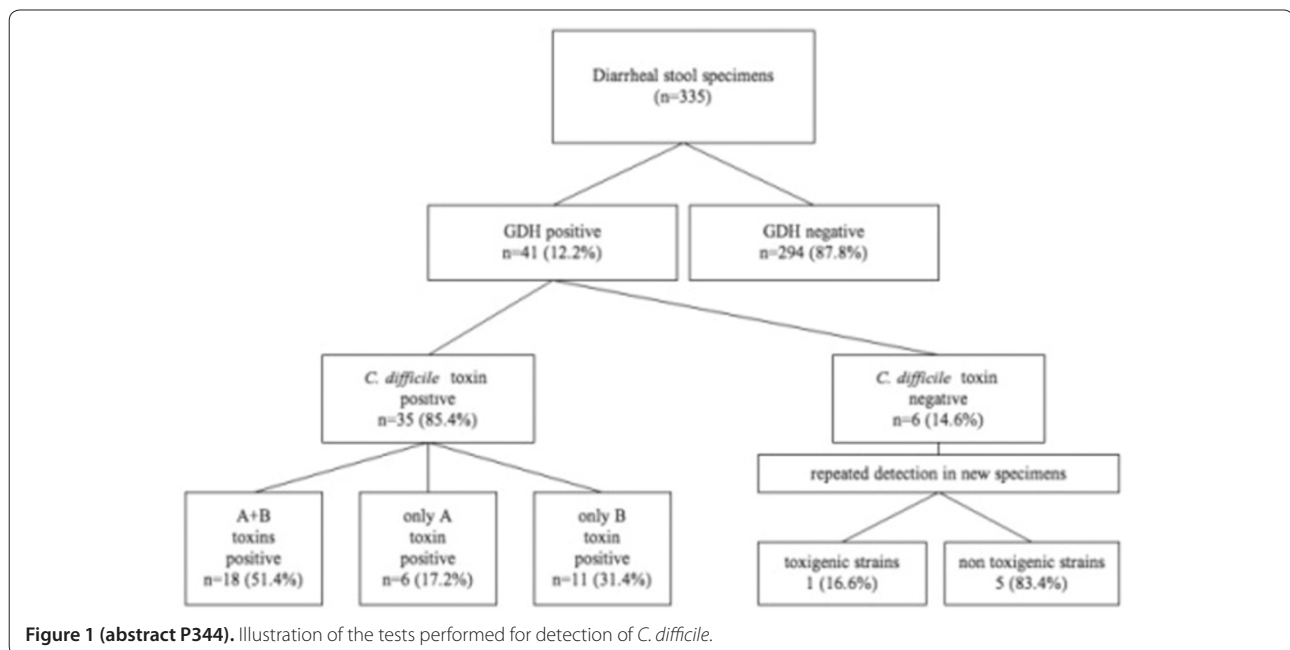 Diarrheal stool specimens
(n=335)
GDH positive
n=41 (12.2%)
GDH negative
n=294 (87.8%)
C. difficile toxin
positive
n=35 (85.4%)
C. difficile toxin
negative
n=6 (14.6%)
repeated detection in new specimens
A+B
toxins
positive
n=18 (51.4%)
only A
toxin
positive
n=6 (17.2%)
only B
toxin
positive
n=11 (31.4%)
toxigenic strains
1 (16.6%)
non toxigenic strains
5 (83.4%)
Figure 1 (abstract P344). Illustration of the tests performed for detection of C. difficile.